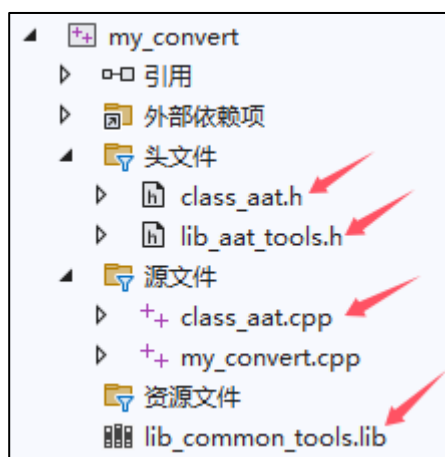 my_convert
引用
外部依赖项
头文件
class_aat.h
lib_aat_tools.h
源文件
class_aat.cpp
my_convert.cpp
资源文件
lib_common_tools.lib